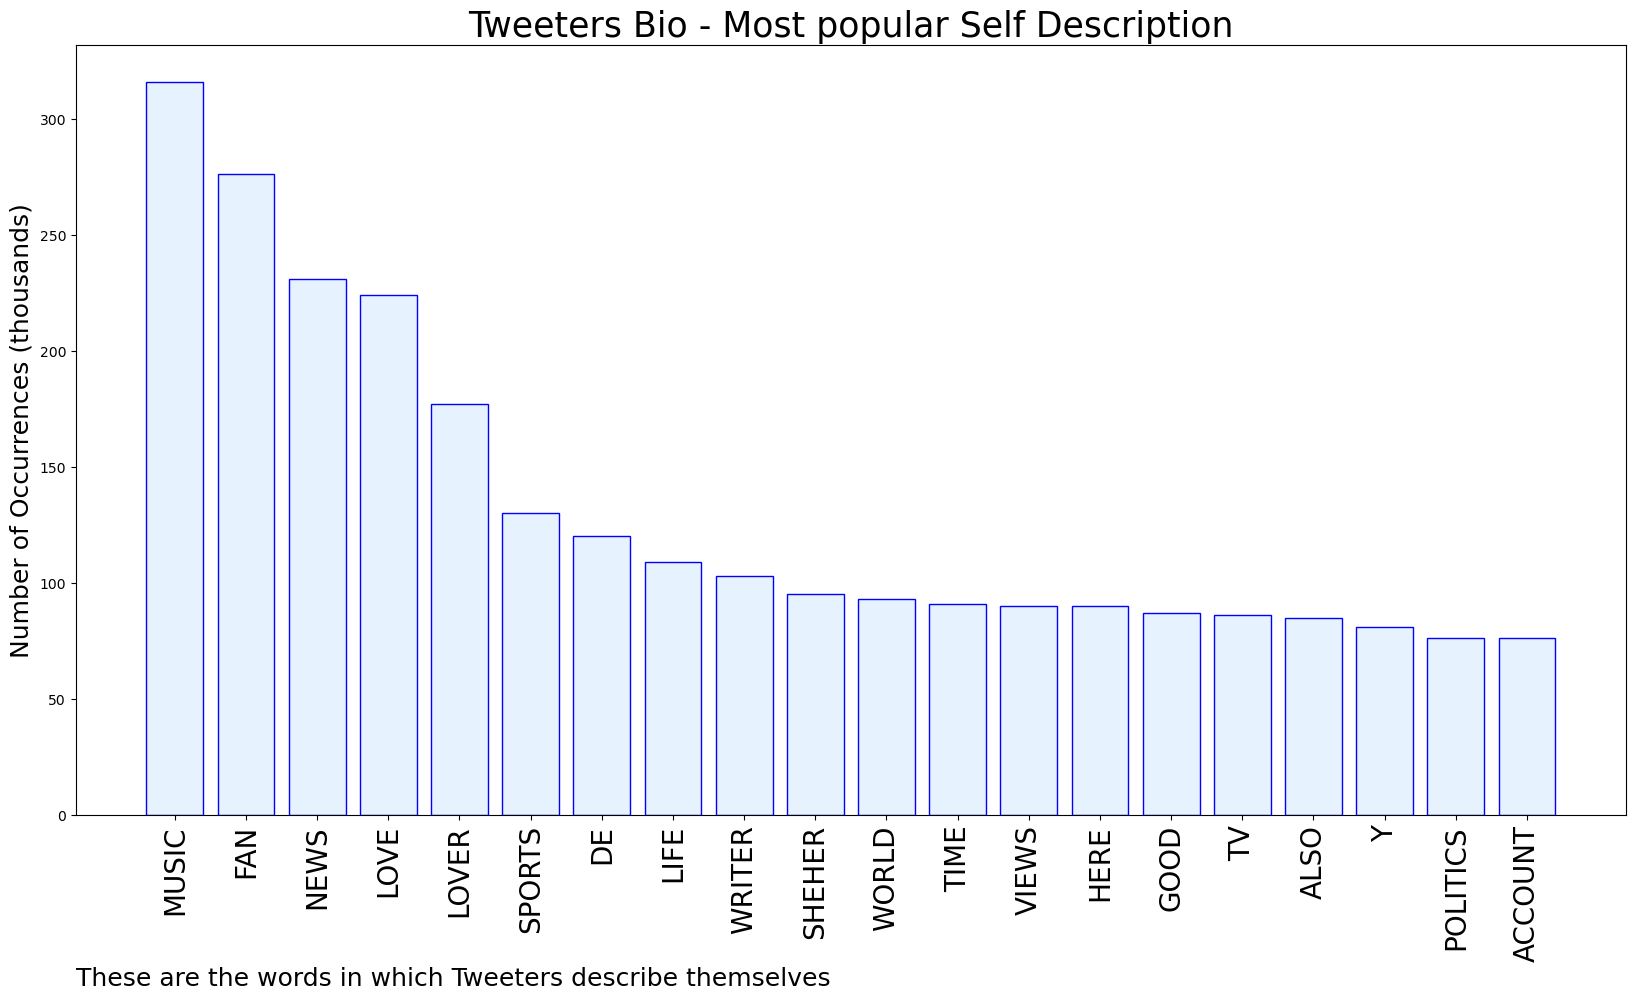 Tweeters Bio - Most popular Self Description
Number of Occurrences (thousands)
300
250
200
150
100
50
0
MUSIC
FAN
NEWS
LOVE
LOVER
SPORTS
DE
LIFE
WRITER
SHEHER
WORLD
TIME
VIEWS
HERE
GOOD
TV
ALSO
Y
POLITICS
ACCOUNT
These are the words in which Tweeters describe themselves